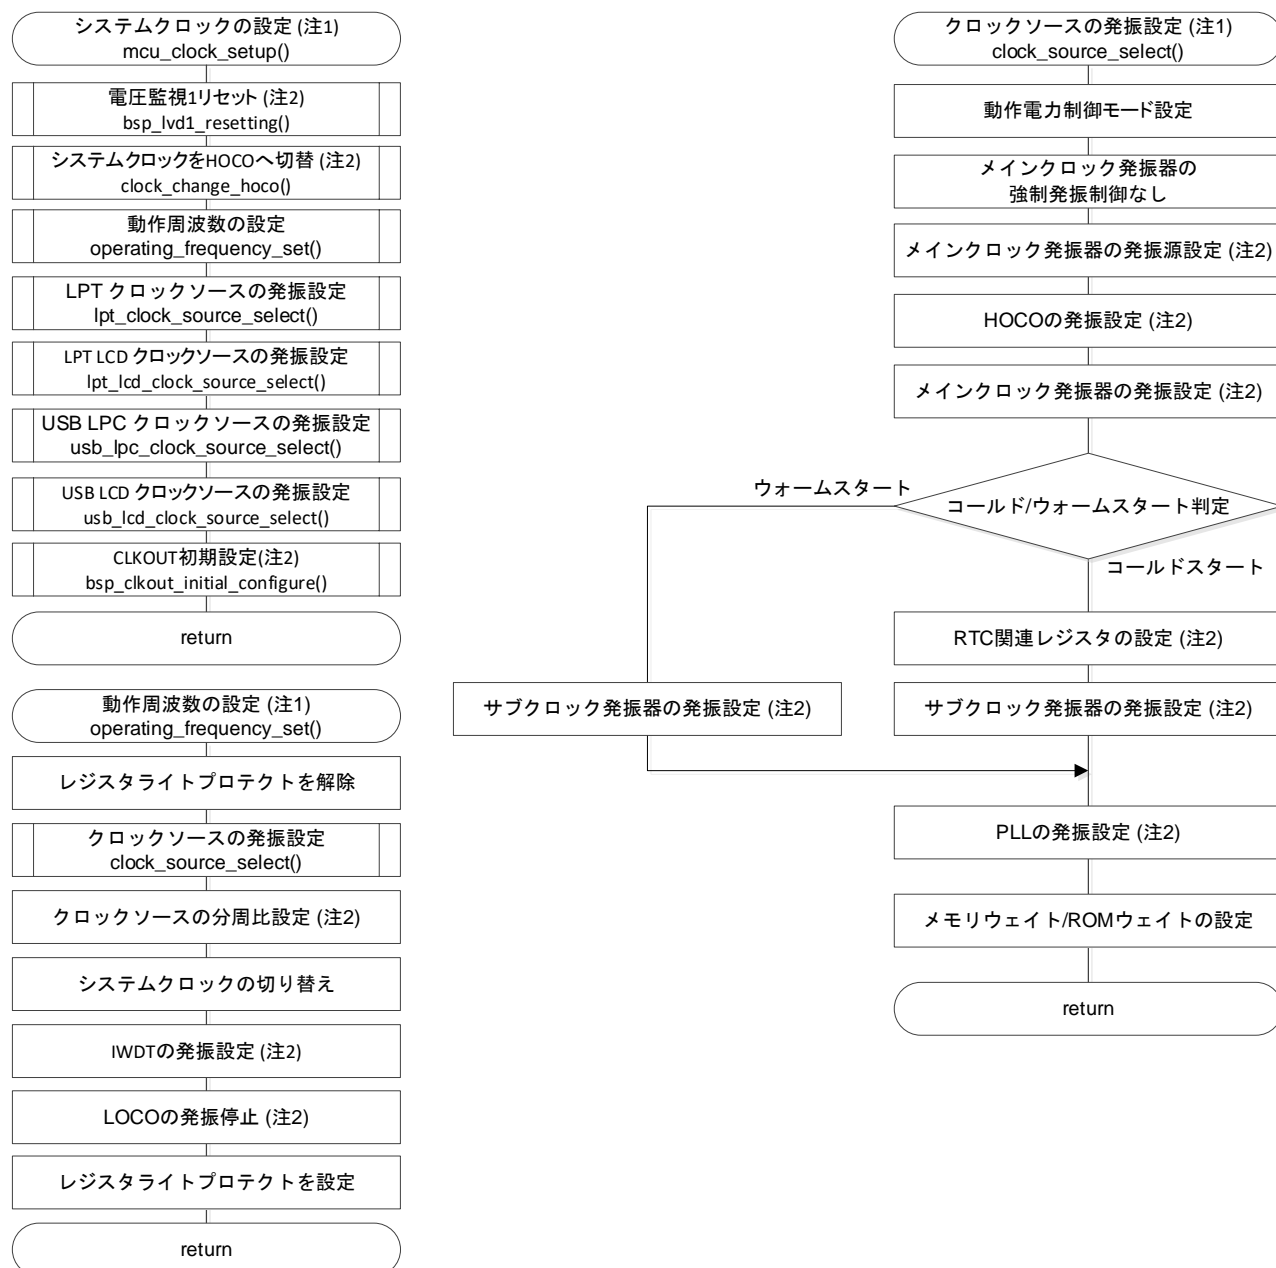 システムクロックの設定 (注1)
mcu_clock_setup()
電圧監視1リセット (注2)
bsp_lvd1_resetting()
システムクロックをHOCOへ切替 (注2)
clock_change_hoco()
動作周波数の設定
operating_frequency_set()
LPT クロックソースの発振設定
lpt_clock_source_select()
LPT LCD クロックソースの発振設定
lpt_lcd_clock_source_select()
USB LPC クロックソースの発振設定
usb_lpc_clock_source_select()
USB LCD クロックソースの発振設定
usb_lcd_clock_source_select()
CLKOUT初期設定(注2)
bsp_clkout_initial_configure()
return
動作周波数の設定 (注1)
operating_frequency_set()
レジスタライトプロテクトを解除
クロックソースの発振設定
clock_source_select()
クロックソースの分周比設定 (注2)
システムクロックの切り替え
IWDTの発振設定 (注2)
LOCOの発振停止 (注2)
レジスタライトプロテクトを設定
return
クロックソースの発振設定 (注1)
clock_source_select()
動作電力制御モード設定
メインクロック発振器の
強制発振制御なし
メインクロック発振器の発振源設定 (注2)
HOCOの発振設定 (注2)
メインクロック発振器の発振設定 (注2)
コールド/ウォームスタート判定
ウォームスタート
コールドスタート
RTC関連レジスタの設定 (注2)
サブクロック発振器の発振設定 (注2)
サブクロック発振器の発振設定 (注2)
PLLの発振設定 (注2)
メモリウェイト/ROMウェイトの設定
return